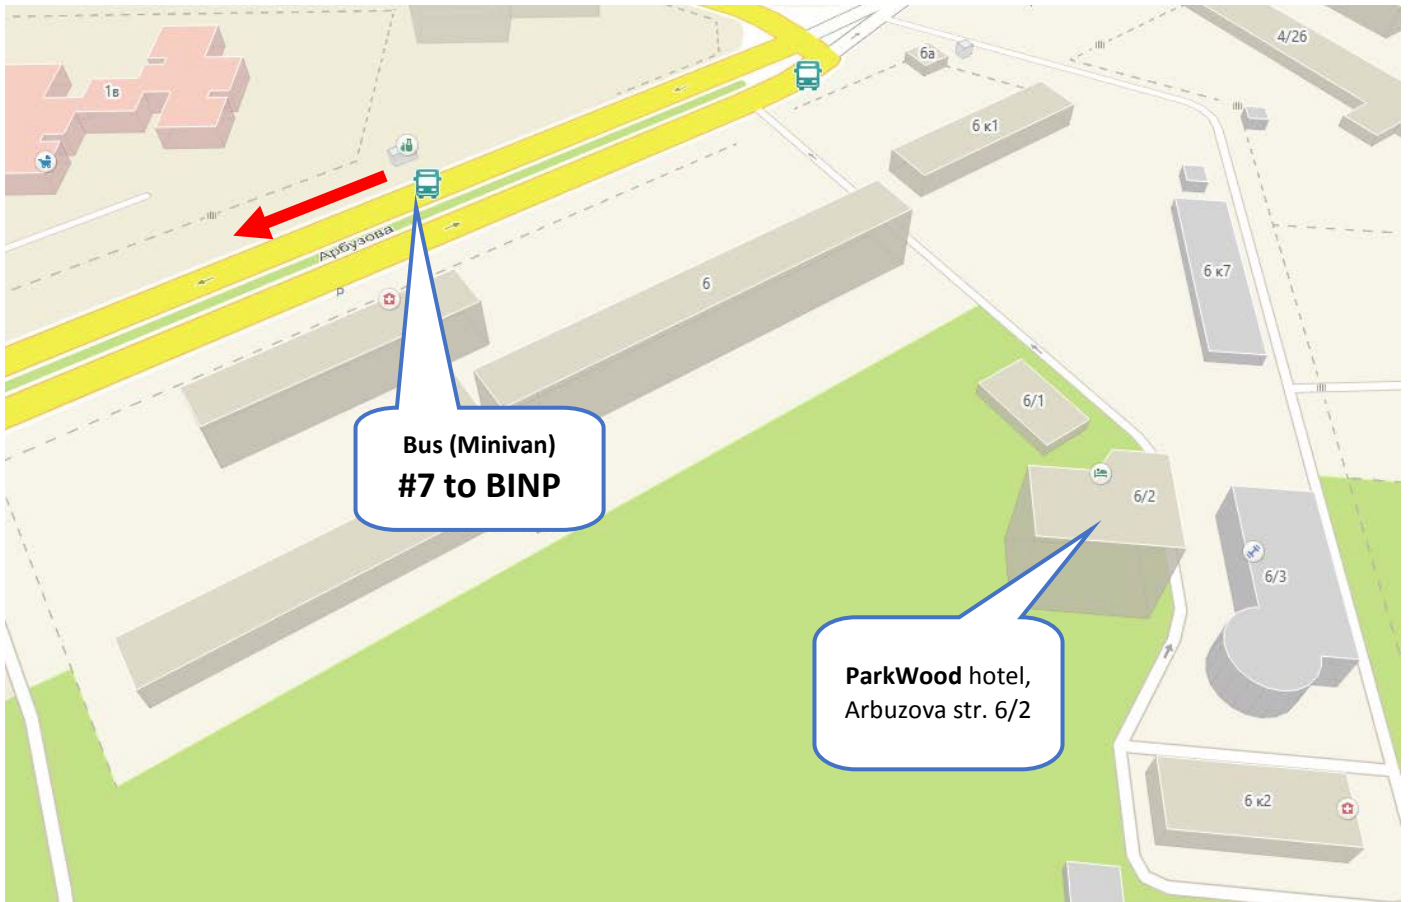 4/26
6а
1в
6 к1
Арбузова
6 к7
P
6
6/1
Bus (Minivan)
#7 to BINP
6/2
6/3
ParkWood hotel,
Arbuzova str. 6/2
6 к2